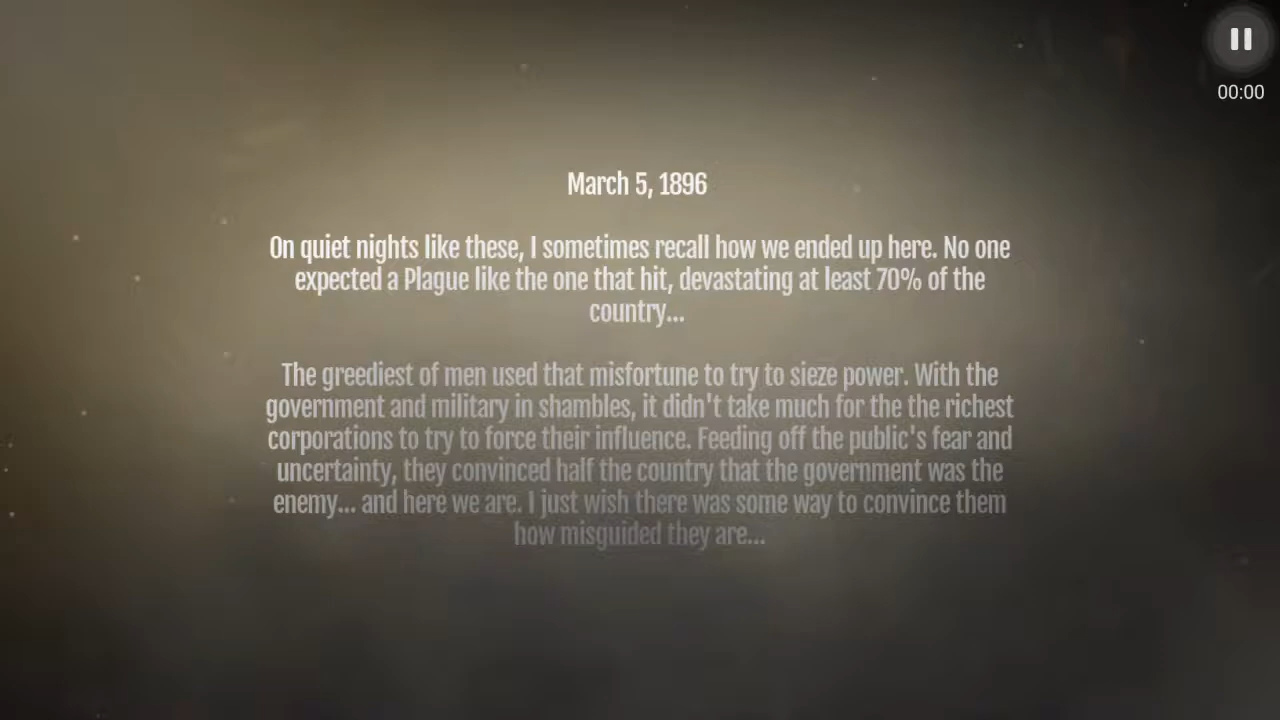 00:00
March 5, 1896
On quiet nights like these, I sometimes recall how we ended up here. No one
expected a Plague like the one that hit, devastating at least 70% of the
country...
The greediest of men used that misfortune to try to sieze power. With the
government and military in shambles, it didn't take much for the the richest
corporations to try to force their influence. Feeding off the public's fear and
uncertainty, they convinced half the country that the government was the
enemy... and here we are. I just wish there was some way to convince them
how misguided they are...